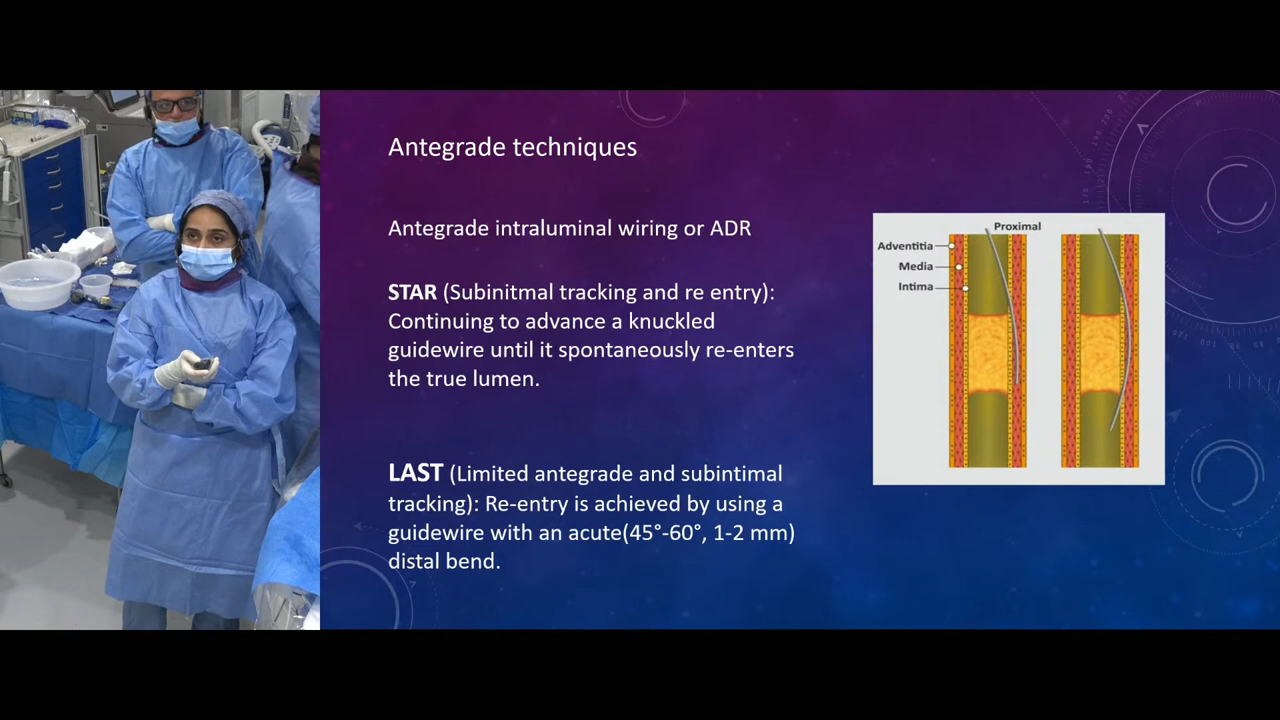 Antegrade techniques
Antegrade intraluminal wiring or ADR
STAR (Subinitmal tracking and re entry):
Continuing to advance a knuckled
guidewire until it spontaneously re-enters
the true lumen.
LAST (Limited antegrade and subintimal
tracking): Re-entry is achieved by using a
guidewire with an acute(45°-60°, 1-2 mm)
distal bend.
Proximal
Adventitia
Media
Intima